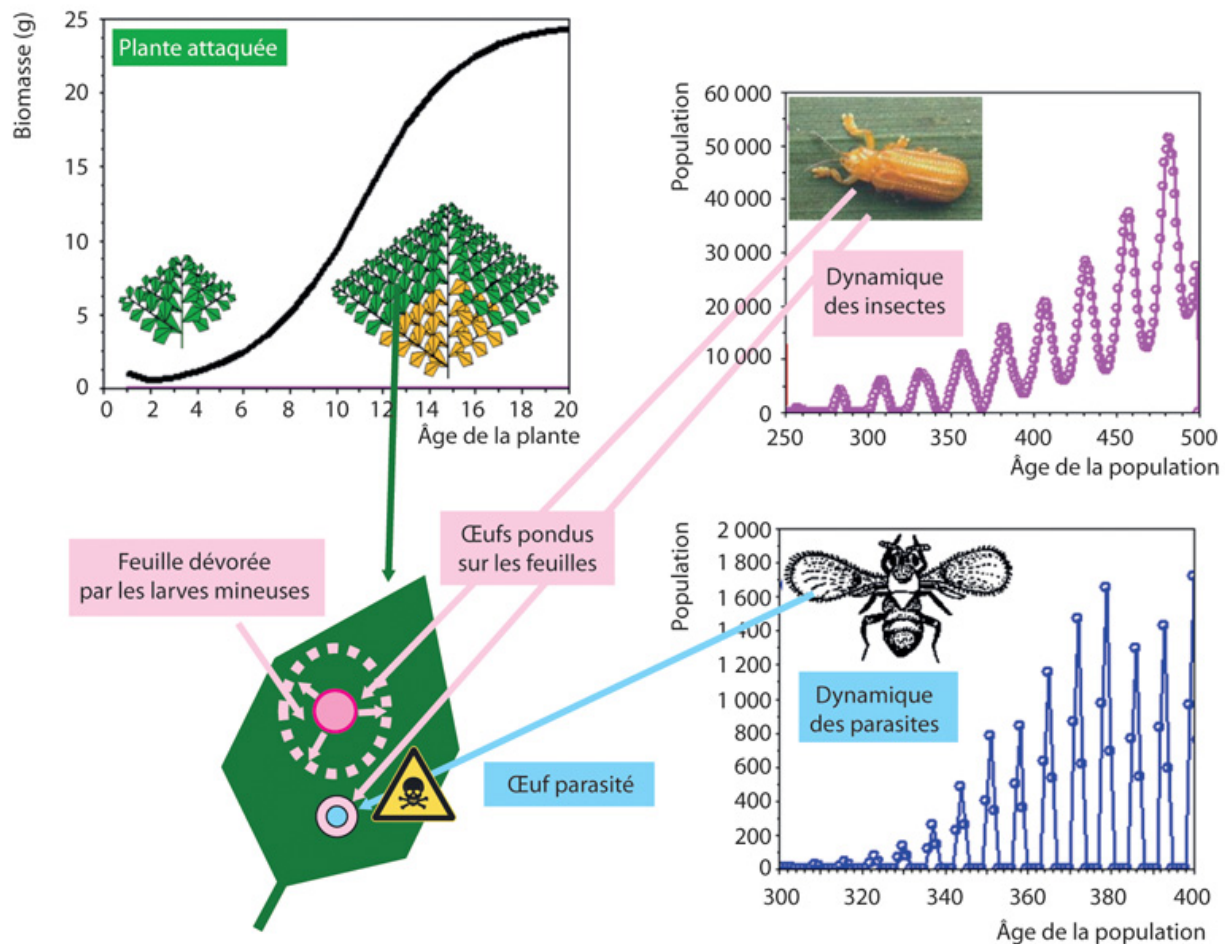 Biomasse (g)
25
20
15
10
5
0
Plante attaquée
0 2 4 6 8 10 12 14 16 18 20
Âge de la plante
Population
60 000
50 000
40 000
30 000
20 000
10 000
0
Dynamique
des insectes
250 300 350 400 450 500
Âge de la population
Feuille dévorée
par les larves mineuses
Œufs pondus
sur les feuilles
Œuf parasité
Population
2 000
1 800
1 600
1 400
1 200
1 000
800
600
400
200
0
Dynamique
des parasites
300 320 340 360 380 400
Âge de la population